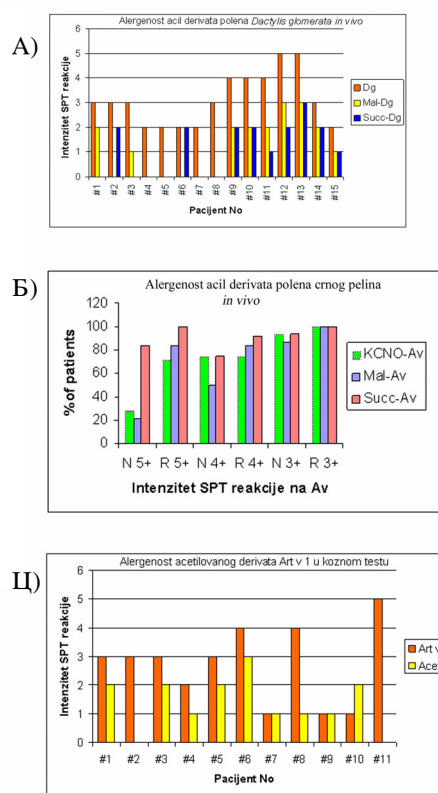 А)
Alergenost acil derivata polena Dactylis glomerata in vivo
Intenzitet SPT reakcije
6
5
4
3
2
1
0
#1 #2 #3 #4 #5 #6 #7 #8 #9 #10 #11 #12 #13 #14 #15
Pacijent No
Dg
Mal-Dg
Succ-Dg
Б)
Alergenost acil derivata polena crnog pelina
in vivo
% of patients
120
100
80
60
40
20
0
N 5+ R 5+ N 4+ R 4+ N 3+ R 3+
Intenzitet SPT reakcije na Av
KCNO-Av
Mal-Av
Succ-Av
Ц)
Alergenost acetilovanog derivata Art v 1 u koznom testu
Intenzitet SPT reakcije
6
5
4
3
2
1
0
#1 #2 #3 #4 #5 #6 #7 #8 #9 #10 #11
Pacijent No
Art v
Acet